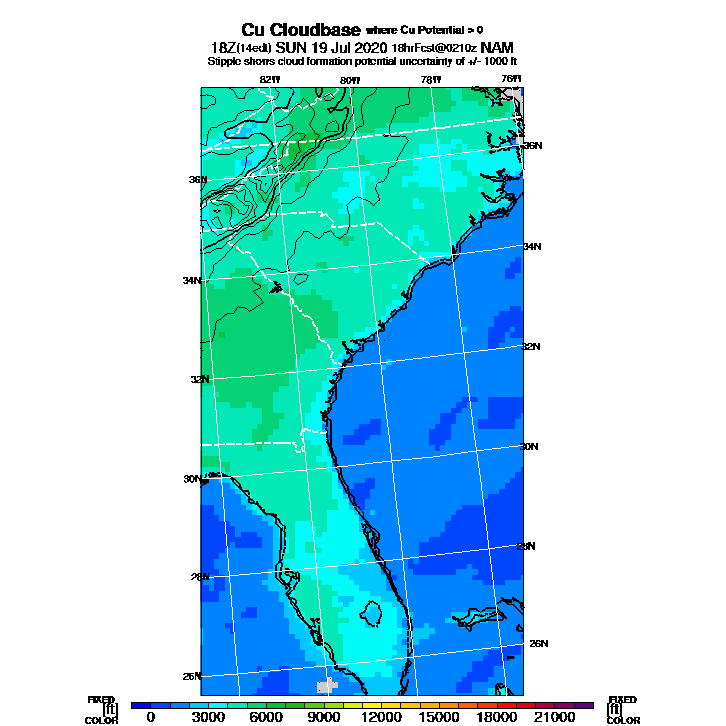 Cu Cloudbase where Cu Potential > 0
18Z(14edt) SUN 19 Jul 2020 18hrFcst@0210z NAM
Stipple shows cloud formation potential uncertainty of +/- 1000 ft
82W 80W 78W 76W
36N
36N
34N
34N
32N
32N
30N
30N
28N
28N
26N
26N
FIXED FIXED
[ft] [ft]
COLOR COLOR
0 3000 6000 9000 12000 15000 18000 21000